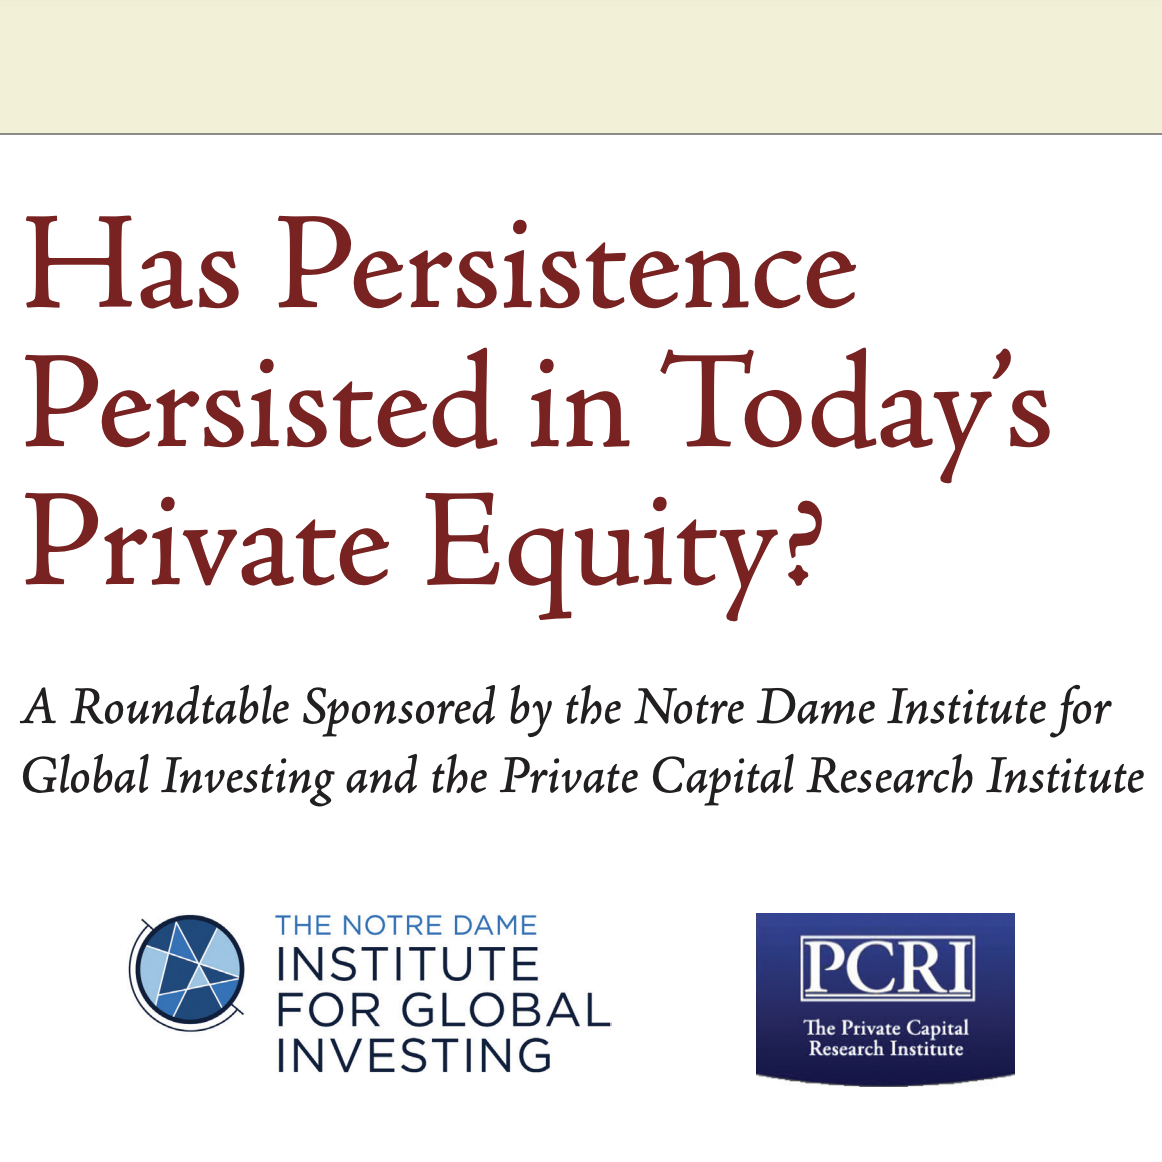 Has Persistence
Persisted in Today’s
Private Equity?
A Roundtable Sponsored by the Notre Dame Institute for
Global Investing and the Private Capital Research Institute
THE NOTRE DAME
INSTITUTE
FOR GLOBAL
INVESTING
PCRI
The Private Capital
Research Institute